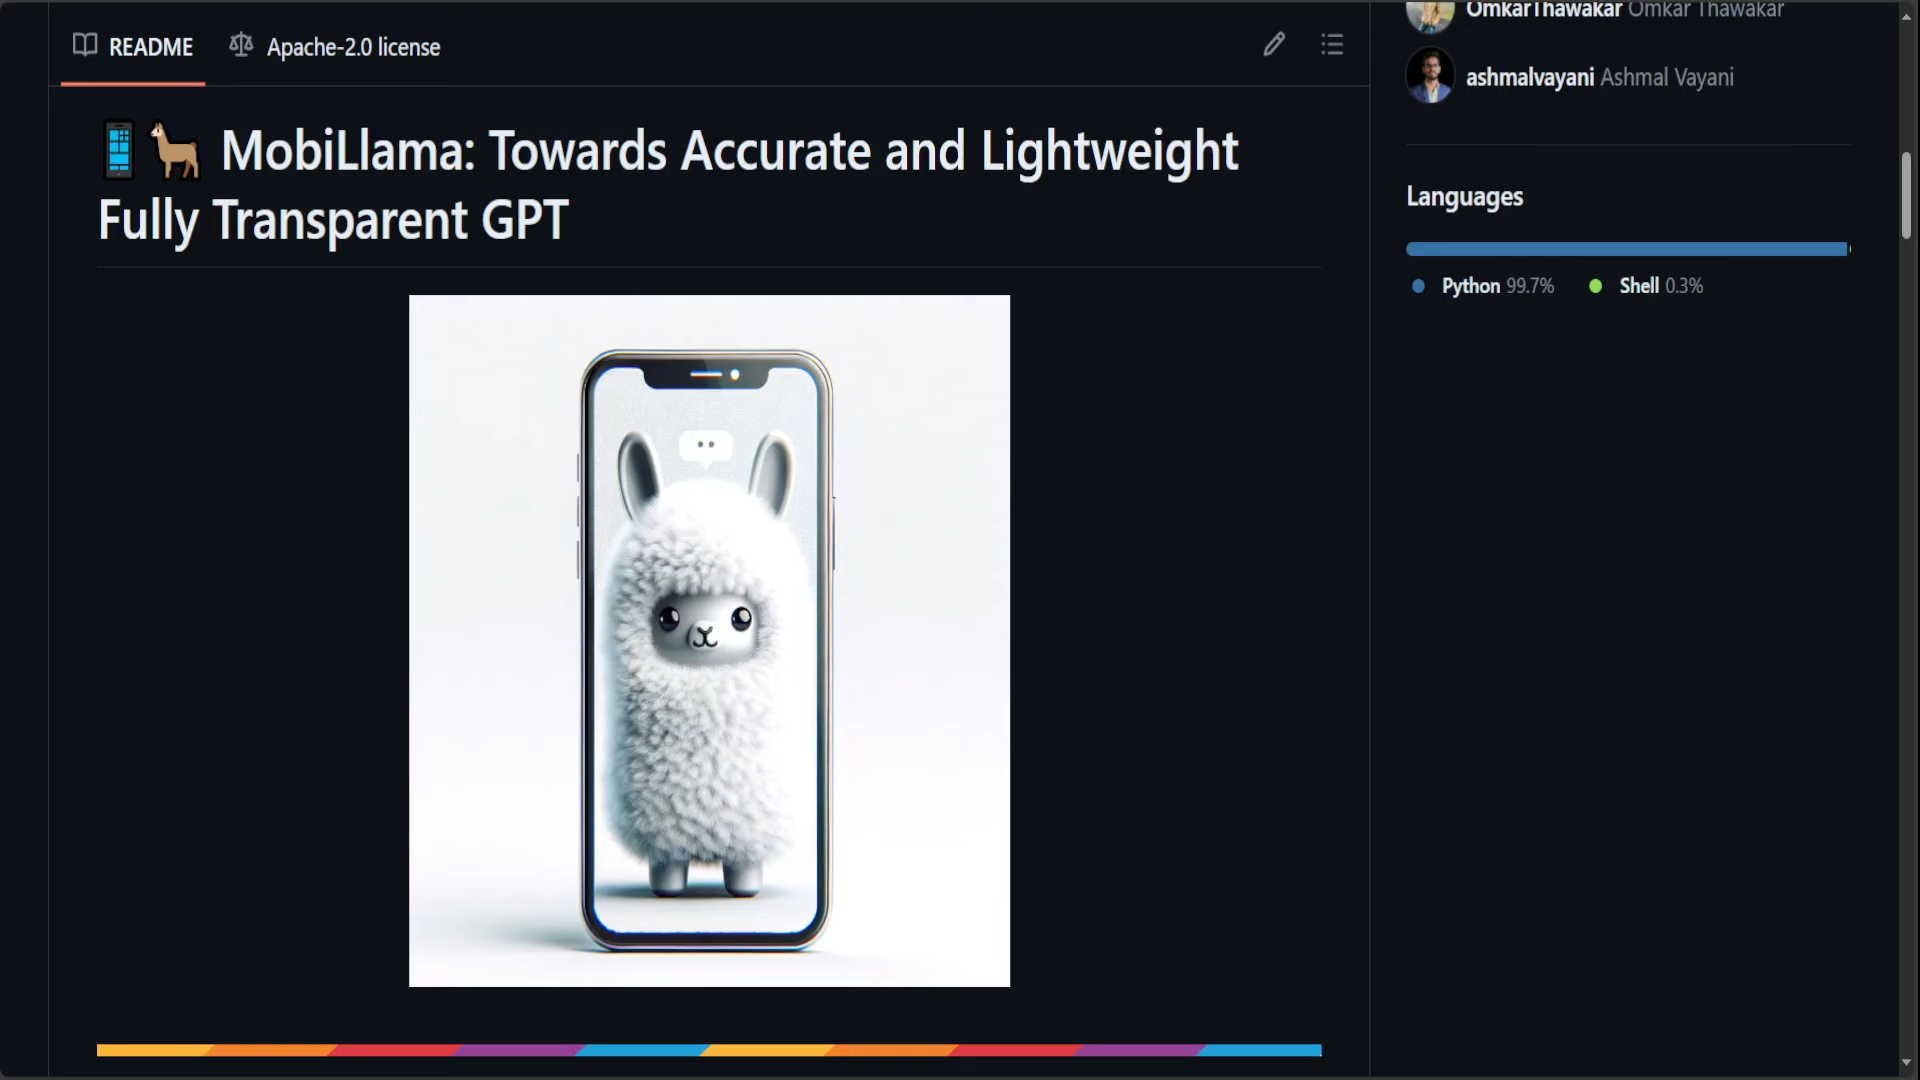 README
Apache-2.0 license
MobiLlama: Towards Accurate and Lightweight
Fully Transparent GPT
OmkarThawakar Omkar Thawakar
ashmalvayani Ashmal Vayani
Languages
Python 99.7%
Shell 0.3%